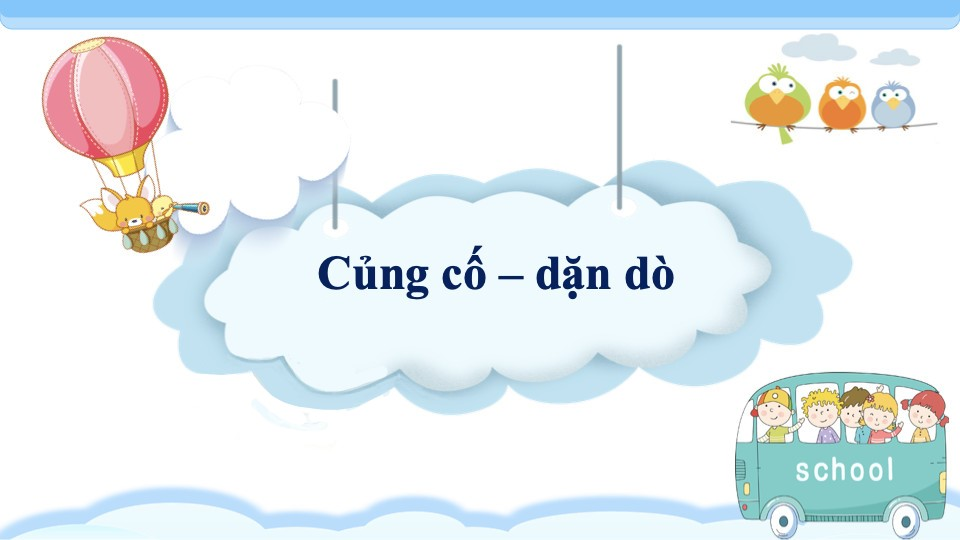 Củng cố – dặn dò
school